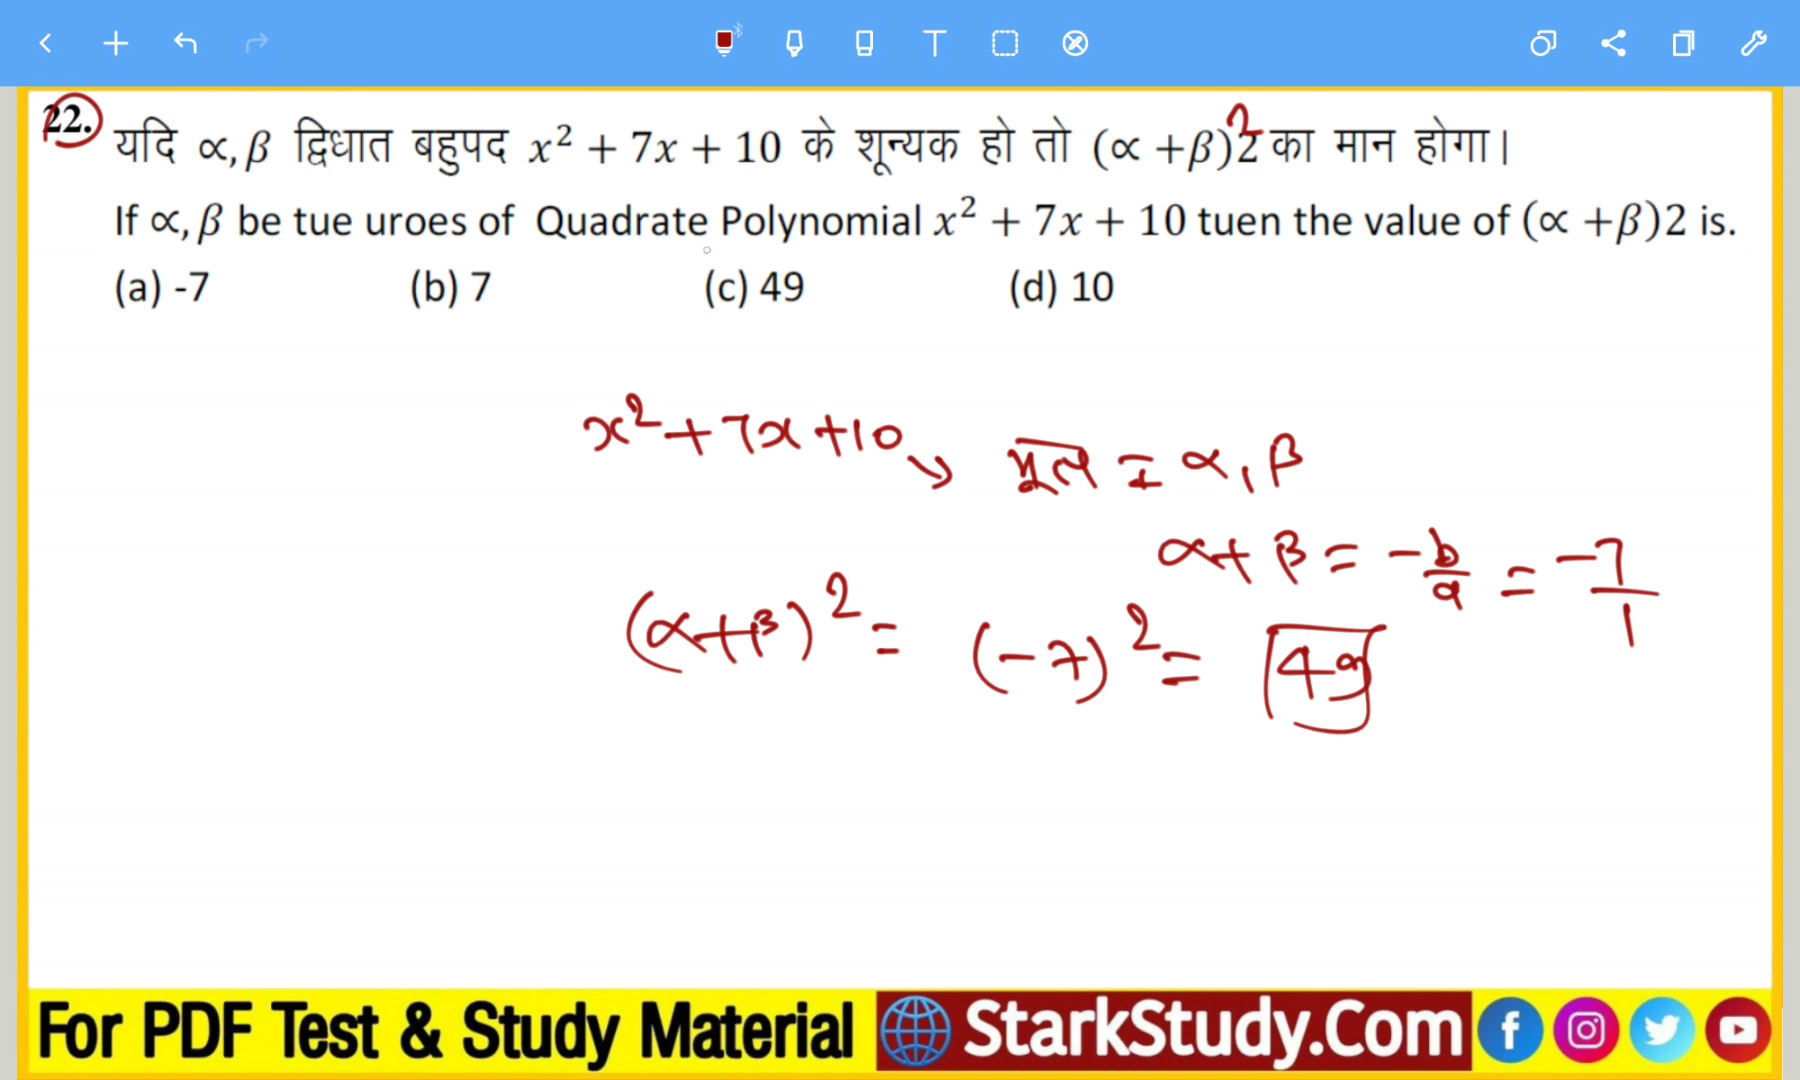 22.
यदि ∝, β द्विधात बहुपद x² + 7x + 10 के शून्यक हो तो (∝ +β)2 2 का मान होगा।
If ∝, β be tue uroes of Quadrate Polynomial x² + 7x + 10 tuen the value of (∝ +β)2 is.
(a) -7 (b) 7 (c) 49 (d) 10
x² + 7x + 10 → मूल = α, β
α + β = -b/a = -7/1
(α+β)² = (-7)² = 49
For PDF Test & Study Material StarkStudy.Com